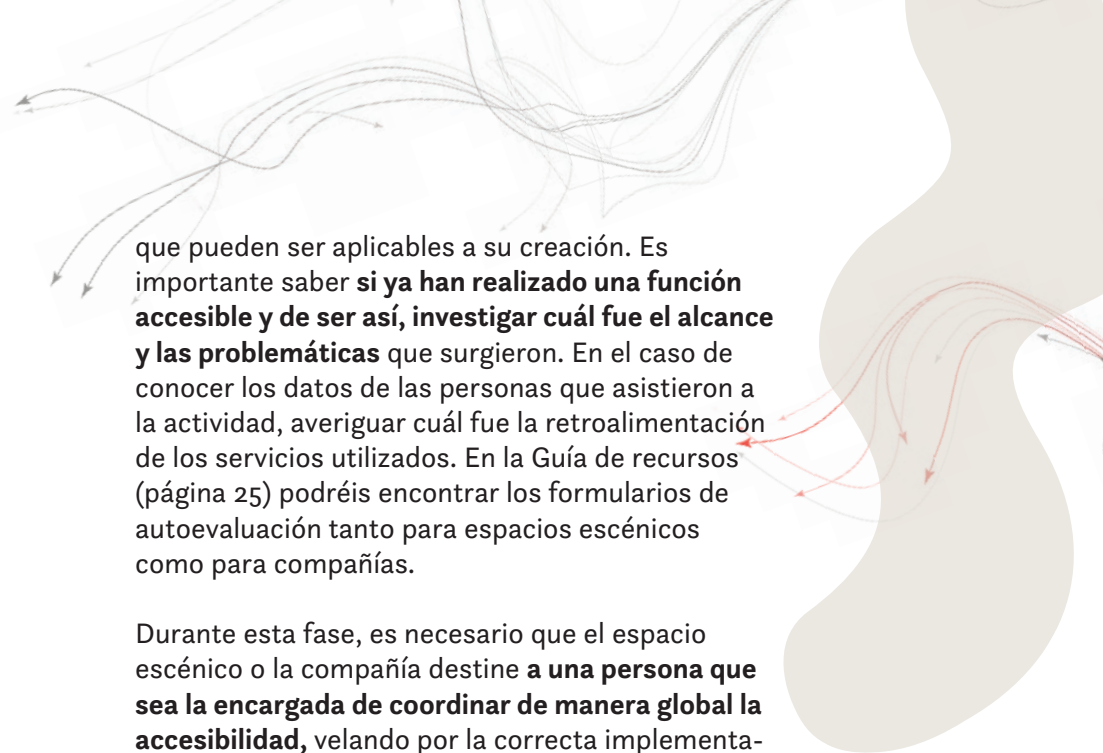 que pueden ser aplicables a su creación. Es
importante saber si ya han realizado una función
accesible y de ser así, investigar cuál fue el alcance
y las problemáticas que surgieron. En el caso de
conocer los datos de las personas que asistieron a
la actividad, averiguar cuál fue la retroalimentación
de los servicios utilizados. En la Guía de recursos
(página 25) podréis encontrar los formularios de
autoevaluación tanto para espacios escénicos
como para compañías.
Durante esta fase, es necesario que el espacio
escénico o la compañía destine a una persona que
sea la encargada de coordinar de manera global la
accesibilidad, velando por la correcta implementa-